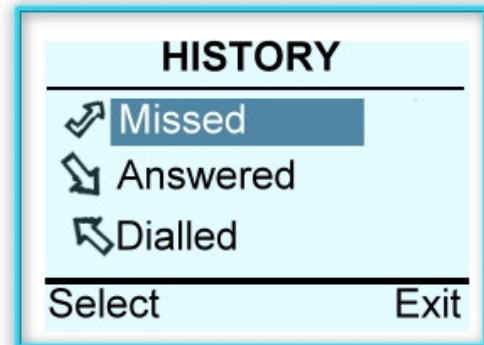 HISTORY
Missed
Answered
Dialled
Select Exit